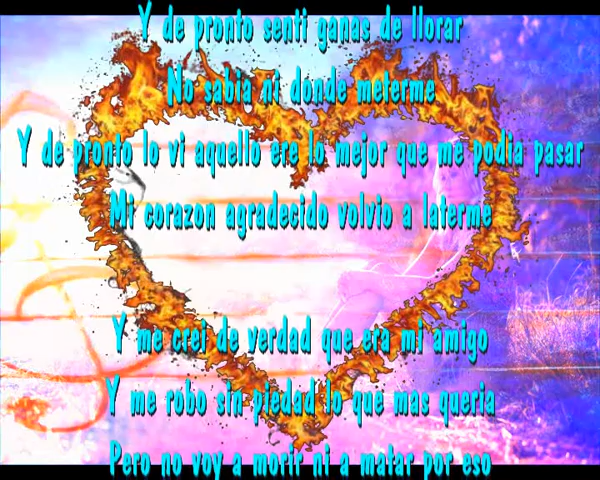 Y de pronto senti ganas de llorar
No sabia ni donde meterme
Y de pronto lo vi aquello ere lo mejor que me podia pasar
Mi corazon agradecido volvio a laterme
Y me crei de verdad que era mi amigo
Y me robo sin piedad lo que mas queria
Pero no voy a morir ni a matar por eso